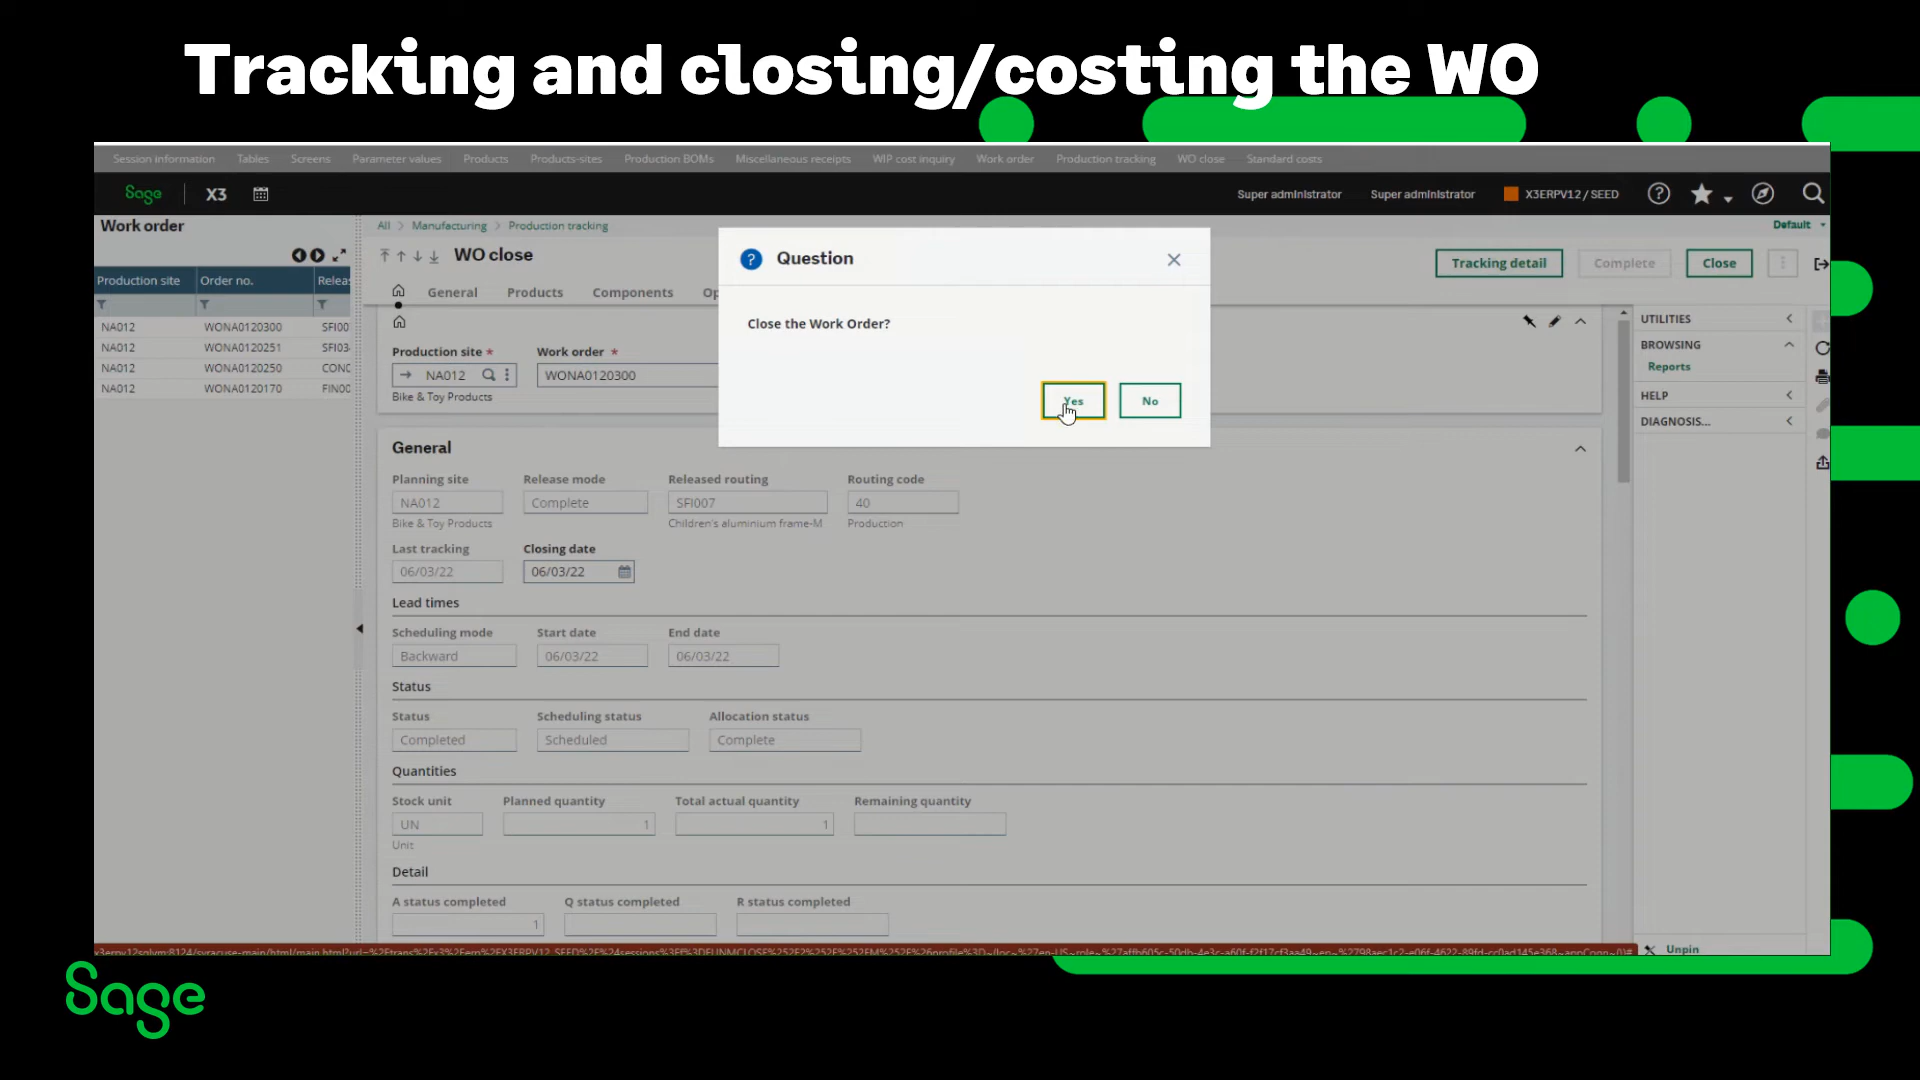 Tracking and closing/costing the WO
Session information Tables Screens Parameter values Products Products-sites Production BOMs Miscellaneous receipts WIP cost inquiry Work order Production tracking WO close Standard costs
Sage X3 Super administrator Super administrator X3ERPV12 / SEED
Work order
Production site Order no. Releas
NA012 WONA0120300 SFI00
NA012 WONA0120251 SFI03
NA012 WONA0120250 CONC
NA012 WONA0120170 FIN00
All > Manufacturing > Production tracking
Default
WO close
Tracking detail Complete Close
General Products Components Op
Question
Close the Work Order?
Yes No
Production site * Work order *
NA012 WONA0120300
Bike & Toy Products
General
Planning site Release mode Released routing Routing code
NA012 Complete SFI007 40
Bike & Toy Products Children's aluminium frame-M Production
Last tracking Closing date
06/03/22 06/03/22
Lead times
Scheduling mode Start date End date
Backward 06/03/22 06/03/22
Status
Status Scheduling status Allocation status
Completed Scheduled Complete
Quantities
Stock unit Planned quantity Total actual quantity Remaining quantity
UN 1 1
Unit
Detail
A status completed Q status completed R status completed
1
UTILITIES
BROWSING
Reports
HELP
DIAGNOSIS...
Unpin
Sage